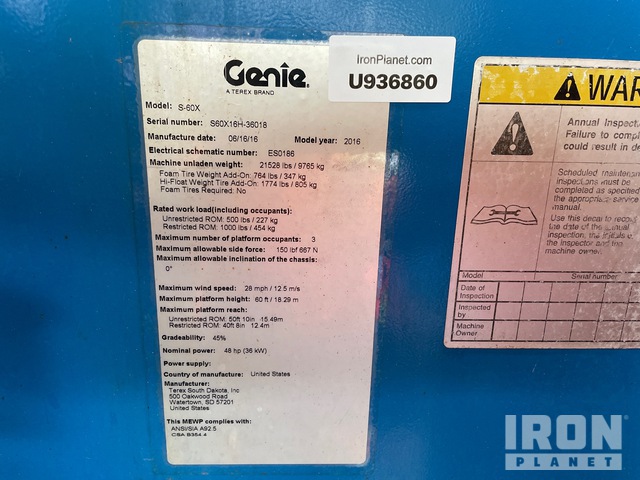 Genie
A TEREX BRAND
IronPlanet.com
U936860
Model: S-60X
Serial number: S60X16H-36018
Manufacture date: 06/16/16 Model year: 2016
Electrical schematic number: ES0186
Machine unladen weight: 21528 lbs / 9765 kg
Foam Tire Weight Add-On: 764 lbs / 347 kg
Hi-Float Weight Tire Add-On: 1774 lbs / 805 kg
Foam Tires Required: No
Rated work load(including occupants):
Unrestricted ROM: 500 lbs / 227 kg
Restricted ROM: 1000 lbs / 454 kg
Maximum number of platform occupants: 3
Maximum allowable side force: 150 lbf 667 N
Maximum allowable inclination of the chassis:
0°
Maximum wind speed: 28 mph / 12.5 m/s
Maximum platform height: 60 ft / 18.29 m
Maximum platform reach:
Unrestricted ROM: 50ft 10in 15.49m
Restricted ROM: 40ft 8in 12.4m
Gradeability: 45%
Nominal power: 48 hp (36 kW)
Power supply:
Country of manufacture: United States
Manufacturer:
Terex South Dakota, Inc
500 Oakwood Road
Watertown, SD 57201
United States
This MEWP complies with:
ANSI/SIA A92.5
CSA B354.4
WAR
Annual Inspect
Failure to compl
could result in de
Scheduled maintenan
inspections must be
completed as specified
the appropriate service
manual.
Use this decal to record
the date of the annual
inspection, the initials of
the inspector and the
machine owner.
Model Serial number
Date of
Inspection
Inspected
by
Machine
Owner
IRON
PLANET